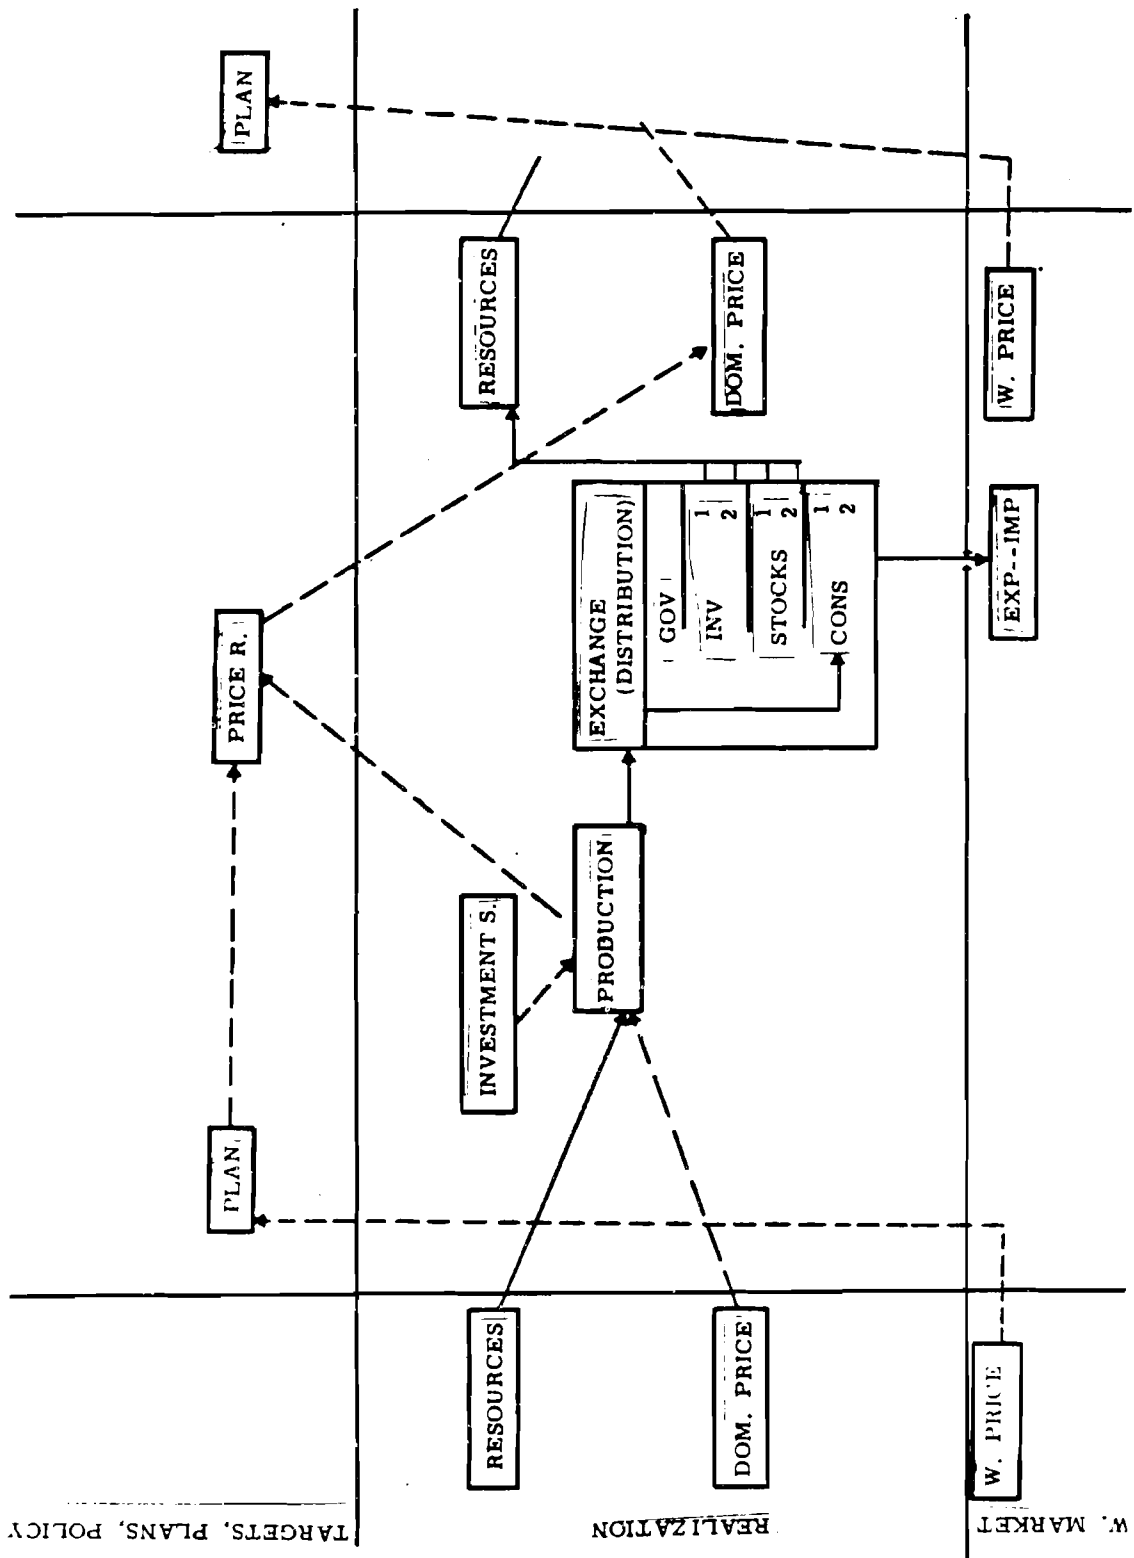 TARGETS, PLANS, POLICY
PLAN
PRICE R.
PLAN
REALIZATION
RESOURCES
INVESTMENT S.
RESOURCES
PRODUCTION
EXCHANGE
(DISTRIBUTION)
GOV
INV 1
2
STOCKS 1
2
CONS 1
2
DOM. PRICE
DOM. PRICE
W. MARKET
W. PRICE
EXP--IMP
W. PRICE